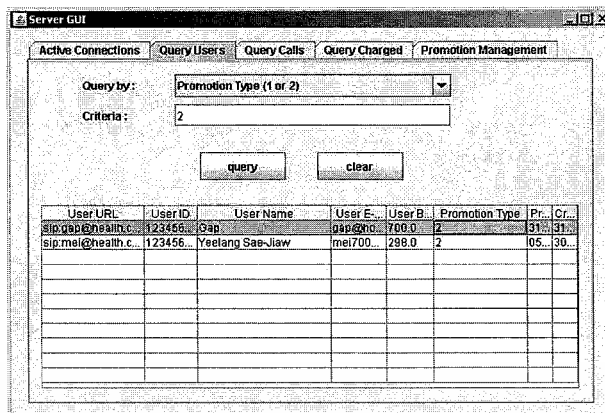 Server GUI
Active Connections Query Users Query Calls Query Charged Promotion Management
Query by : Promotion Type (1 or 2)
Criteria : 2
query clear
User URL User ID User Name User E-... User B... Promotion Type Pr... Cr...
sip:gap@health.c... 123456... Gap gap@ho... 700.0 2 31... 31...
sip:mei@health.c... 123456... Yeelang Sae-Jiaw mei700... 298.0 2 05... 30...